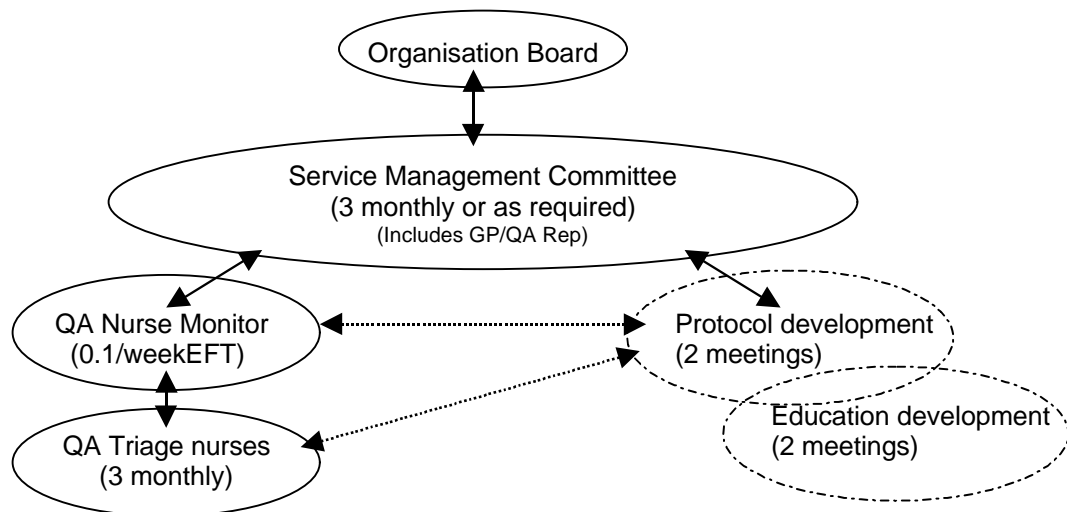 Organisation Board
Service Management Committee
(3 monthly or as required)
(Includes GP/QA Rep)
QA Nurse Monitor
(0.1/weekEFT)
Protocol development
(2 meetings)
Education development
(2 meetings)
QA Triage nurses
(3 monthly)